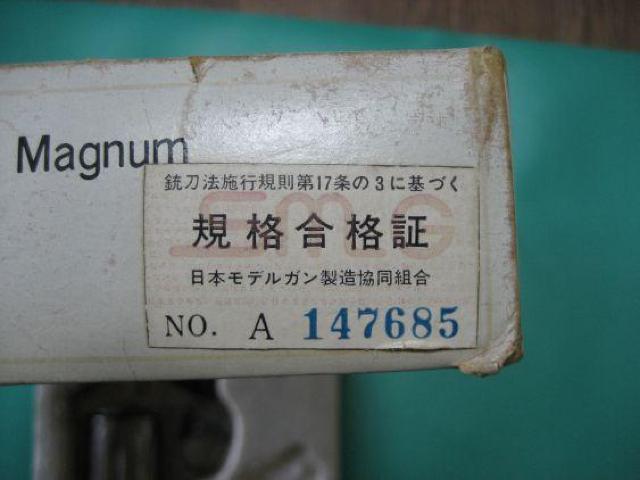 Magnum
銃刀法施行規則第17条の3に基づく
SMG
規格合格証
日本モデルガン製造協同組合
NO. A 147685